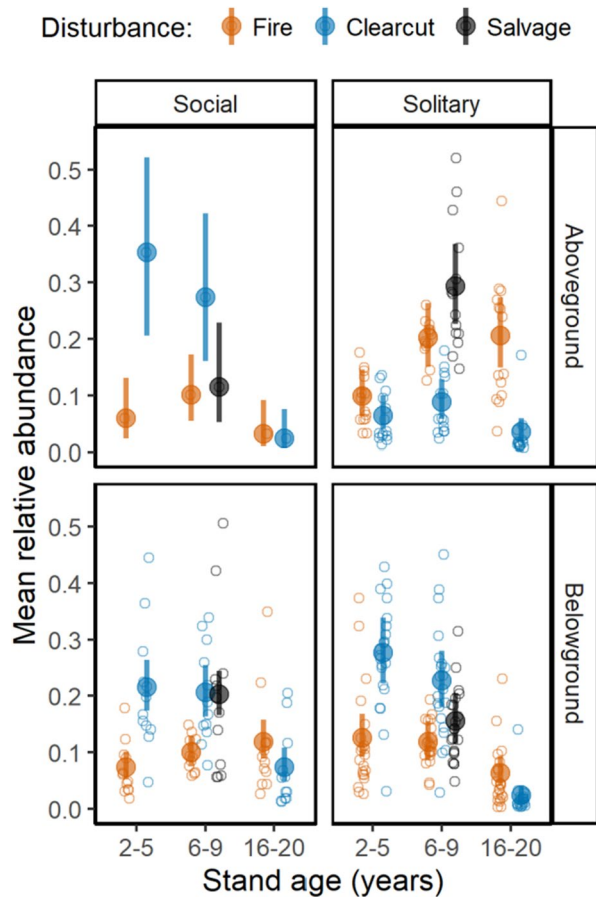 Disturbance: Fire Clearcut Salvage
Social Solitary
0.5
0.4
0.3
0.2
0.1
0.0
Aboveground
0.5
0.4
0.3
0.2
0.1
0.0
Belowground
Mean relative abundance
2-5 6-9 16-20 2-5 6-9 16-20
Stand age (years)